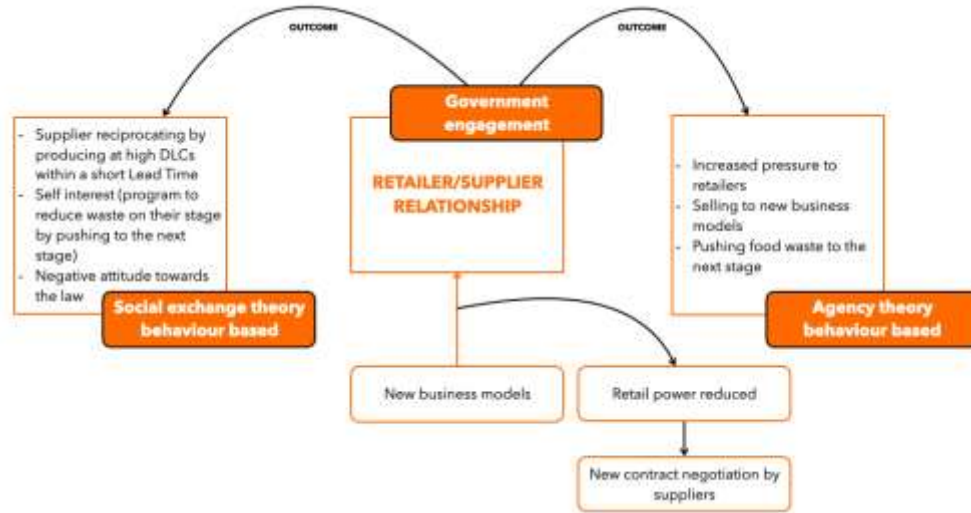 OUTCOME
OUTCOME
Government
engagement
- Supplier reciprocating by
producing at high DLCs
within a short Lead Time
- Self interest (program to
reduce waste on their stage
by pushing to the next
stage)
- Negative attitude towards
the law
Social exchange theory
behaviour based
RETAILER/SUPPLIER
RELATIONSHIP
- Increased pressure to
retailers
- Selling to new business
models
- Pushing food waste to the
next stage
Agency theory
behaviour based
New business models
Retail power reduced
New contract negotiation by
suppliers